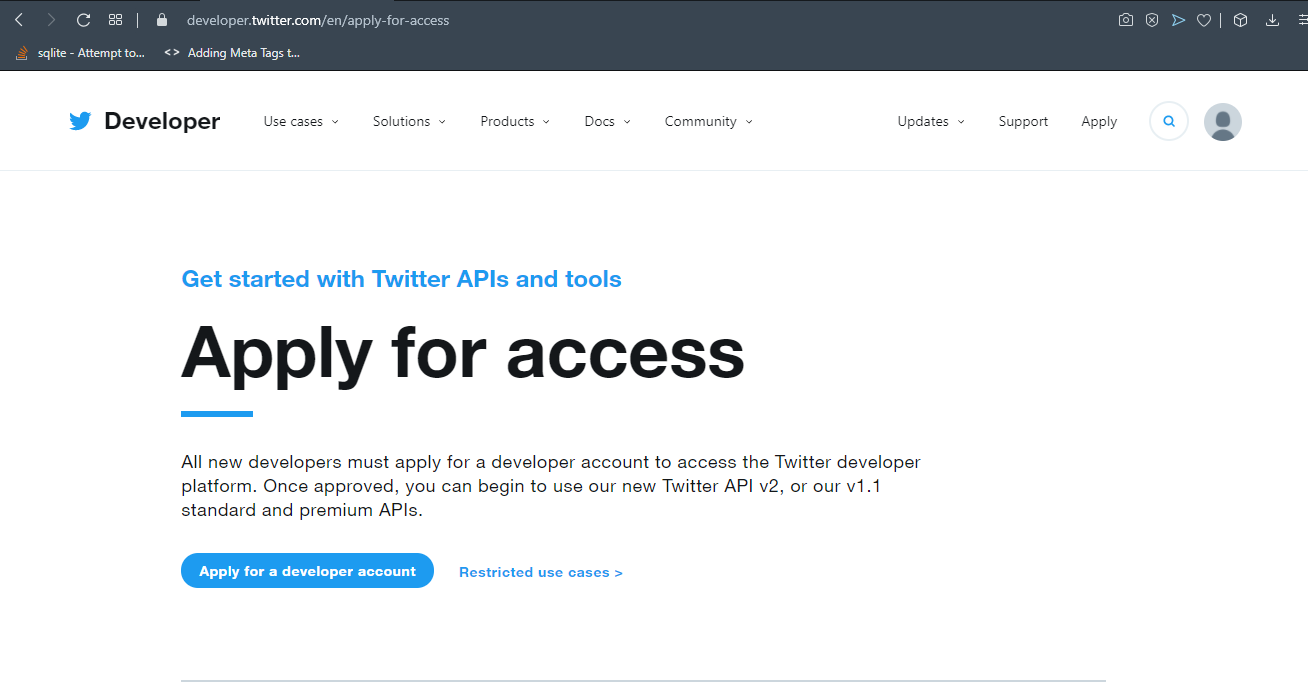 developer.twitter.com/en/apply-for-access
sqlite - Attempt to... <> Adding Meta Tags t...
Developer Use cases Solutions Products Docs Community Updates Support Apply
Get started with Twitter APIs and tools
Apply for access
All new developers must apply for a developer account to access the Twitter developer
platform. Once approved, you can begin to use our new Twitter API v2, or our v1.1
standard and premium APIs.
Apply for a developer account Restricted use cases >